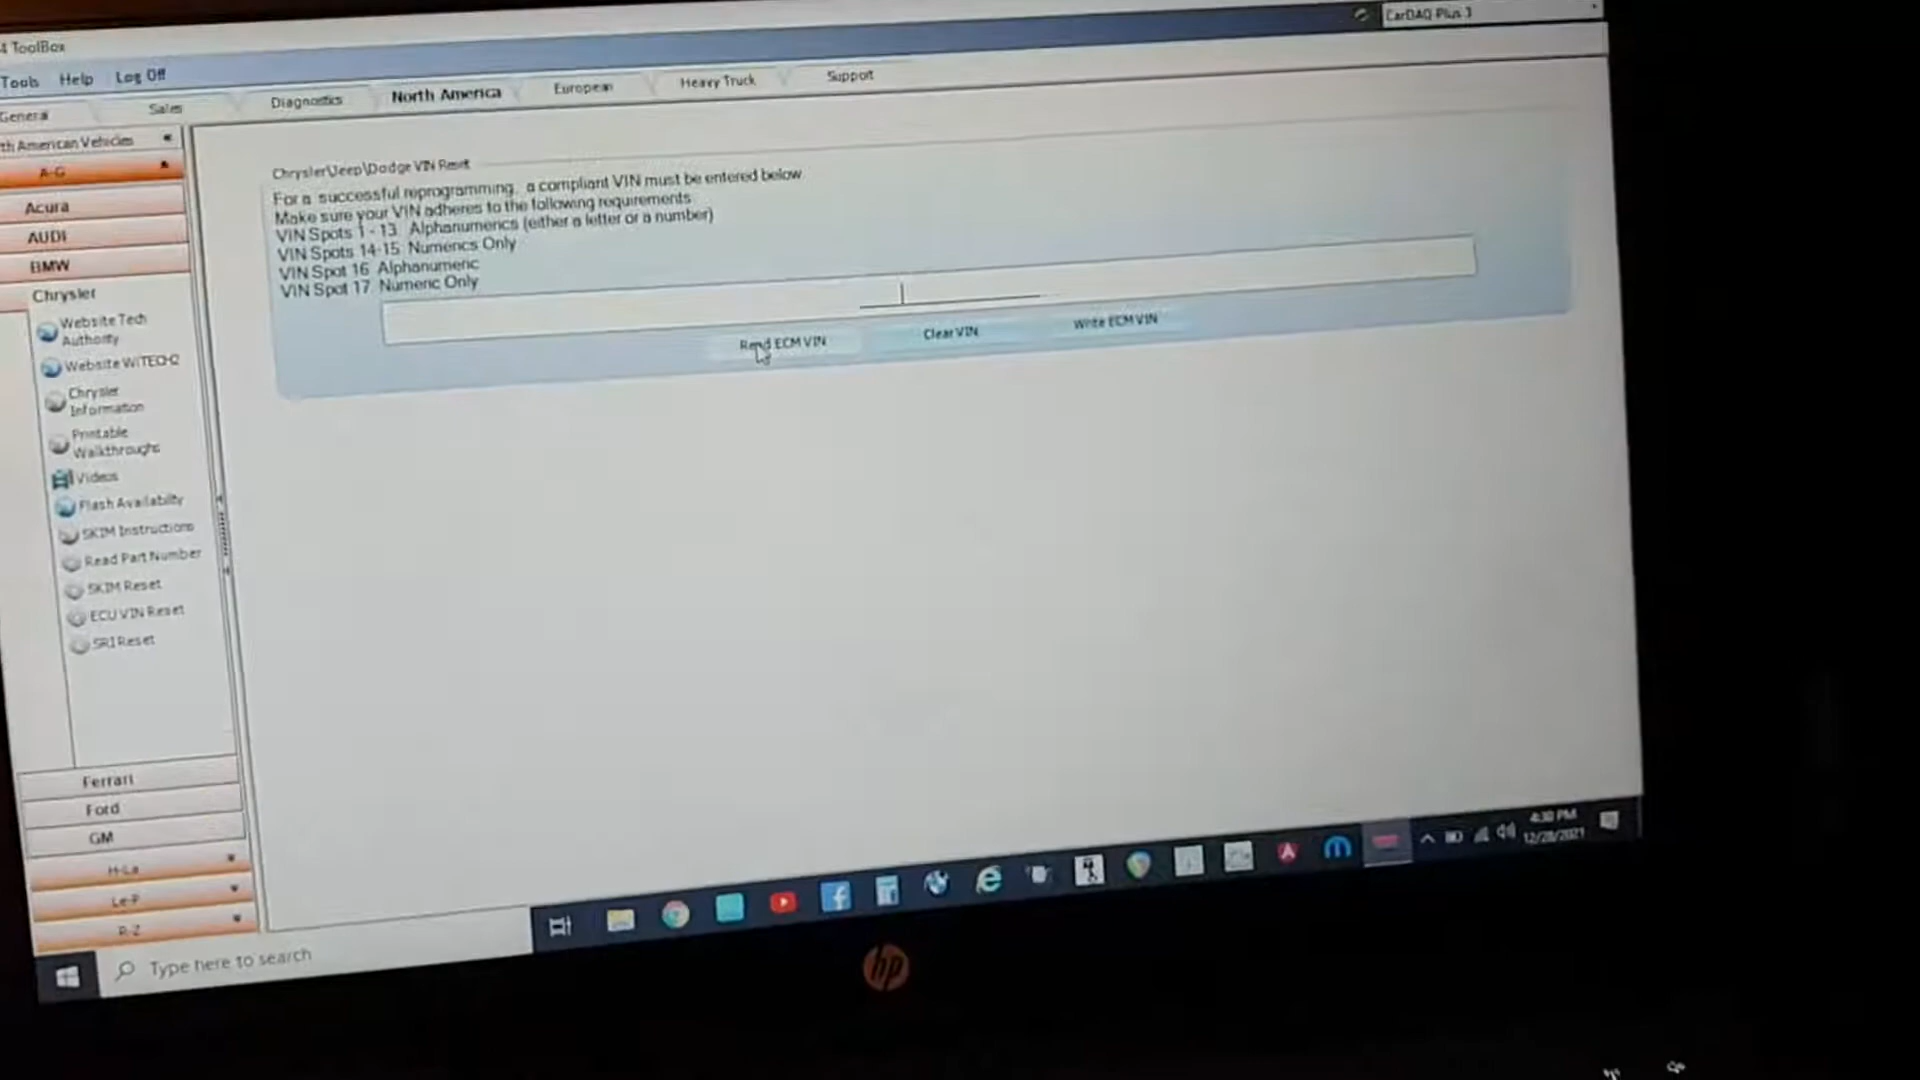 4 ToolBox
CarDAQ Plus 3
Tools Help Log Off
General Sales Diagnostics North America European Heavy Truck Support
th American Vehicles
A-G
Acura
AUDI
BMW
Chrysler
Website Tech
Authority
Website WiTECH2
Chrysler
Information
Printable
Walkthroughs
Videos
Flash Availability
SKIM Instructions
Read Part Number
SKIM Reset
ECU VIN Reset
SRI Reset
Ferrari
Ford
GM
H-La
Le-P
R-Z
Chrysler\Jeep\Dodge VIN Reset
For a successful reprogramming, a compliant VIN must be entered below
Make sure your VIN adheres to the following requirements
VIN Spots 1 - 13 Alphanumerics (either a letter or a number)
VIN Spots 14-15 Numerics Only
VIN Spot 16 Alphanumeric
VIN Spot 17 Numeric Only
Read ECM VIN Clear VIN Write ECM VIN
Type here to search
4:30 PM
12/28/2021
hp